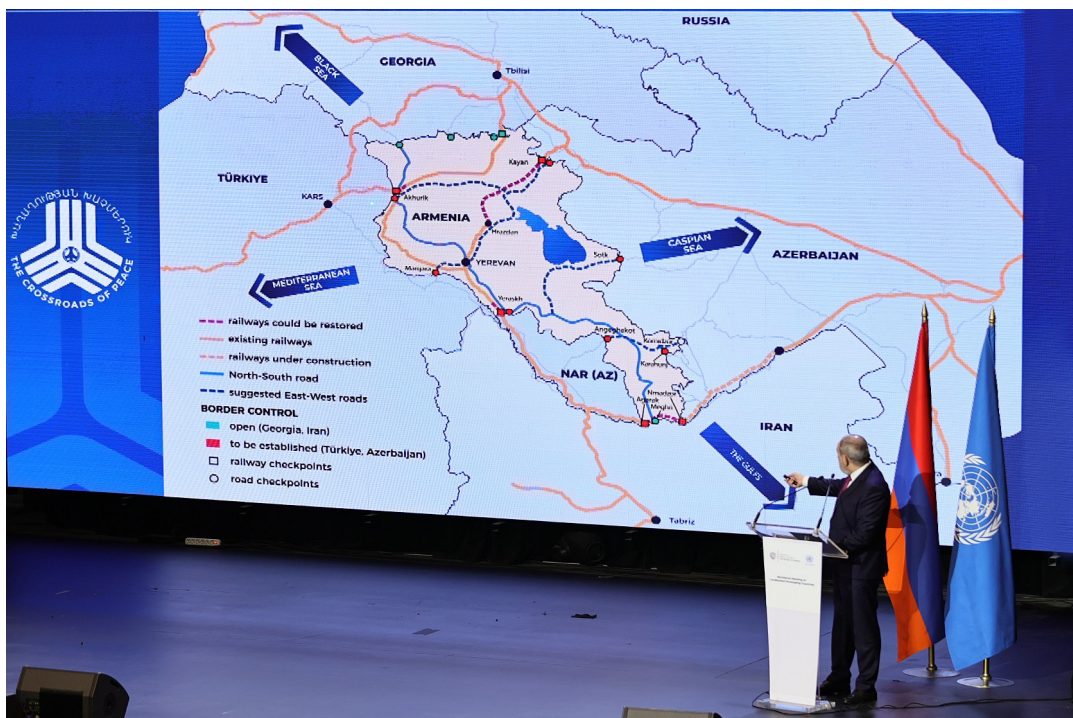 RUSSIA
BLACK
SEA
GEORGIA
Tbilisi
TÜRKIYE
KARS
Kayan
Akhurik
ARMENIA
Hrazdan
YEREVAN
Margara
Sotk
CASPIAN
SEA
AZERBAIJAN
MEDITERRANEAN
SEA
Yeraskh
Angeghakot
Karahunj
NAR (AZ)
Agarak
Meghri
IRAN
THE GULFS
Tabriz
ԽԱՂԱՂՈՒԹՅԱՆ ԽԱՉՄԵՐՈՒԿ
THE CROSSROADS OF PEACE
railways could be restored
existing railways
railways under construction
North-South road
suggested East-West roads
BORDER CONTROL
open (Georgia, Iran)
to be established (Türkiye, Azerbaijan)
railway checkpoints
road checkpoints